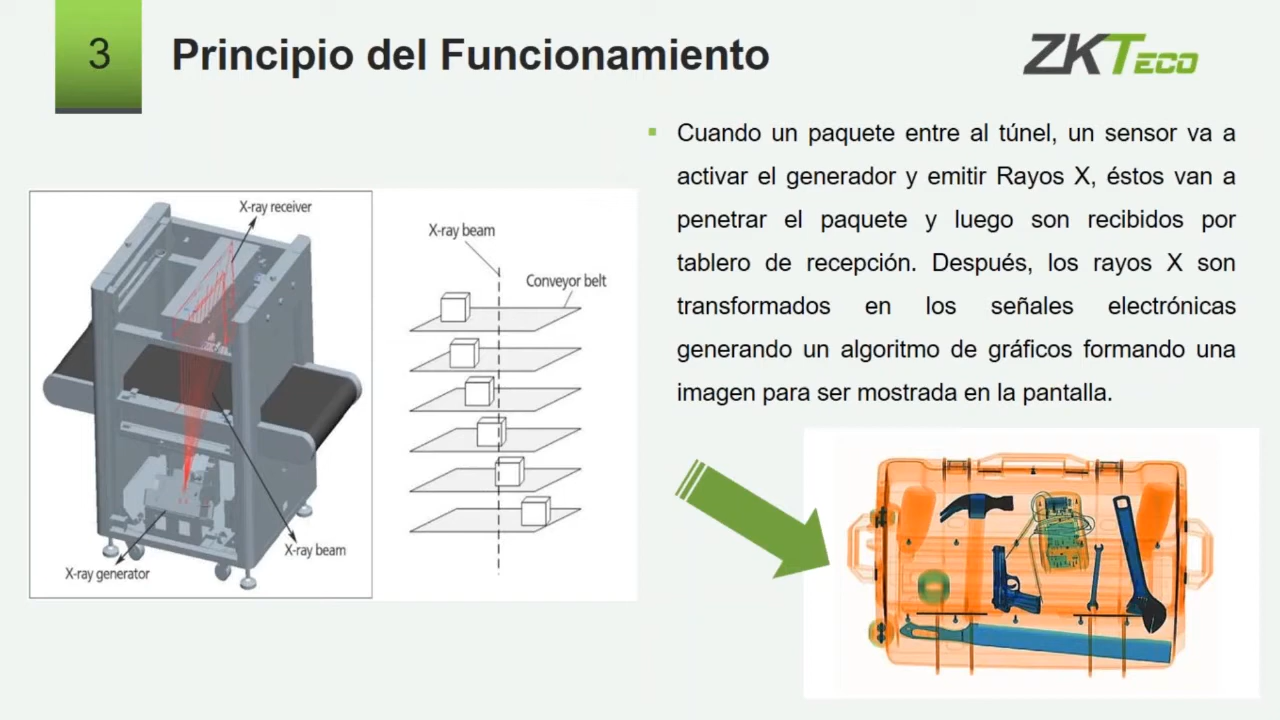 3
Principio del Funcionamiento
ZKTECO
Cuando un paquete entre al túnel, un sensor va a
activar el generador y emitir Rayos X, éstos van a
penetrar el paquete y luego son recibidos por
tablero de recepción. Después, los rayos X son
transformados en los señales electrónicas
generando un algoritmo de gráficos formando una
imagen para ser mostrada en la pantalla.
X-ray receiver
X-ray beam
X-ray generator
X-ray beam
Conveyor belt